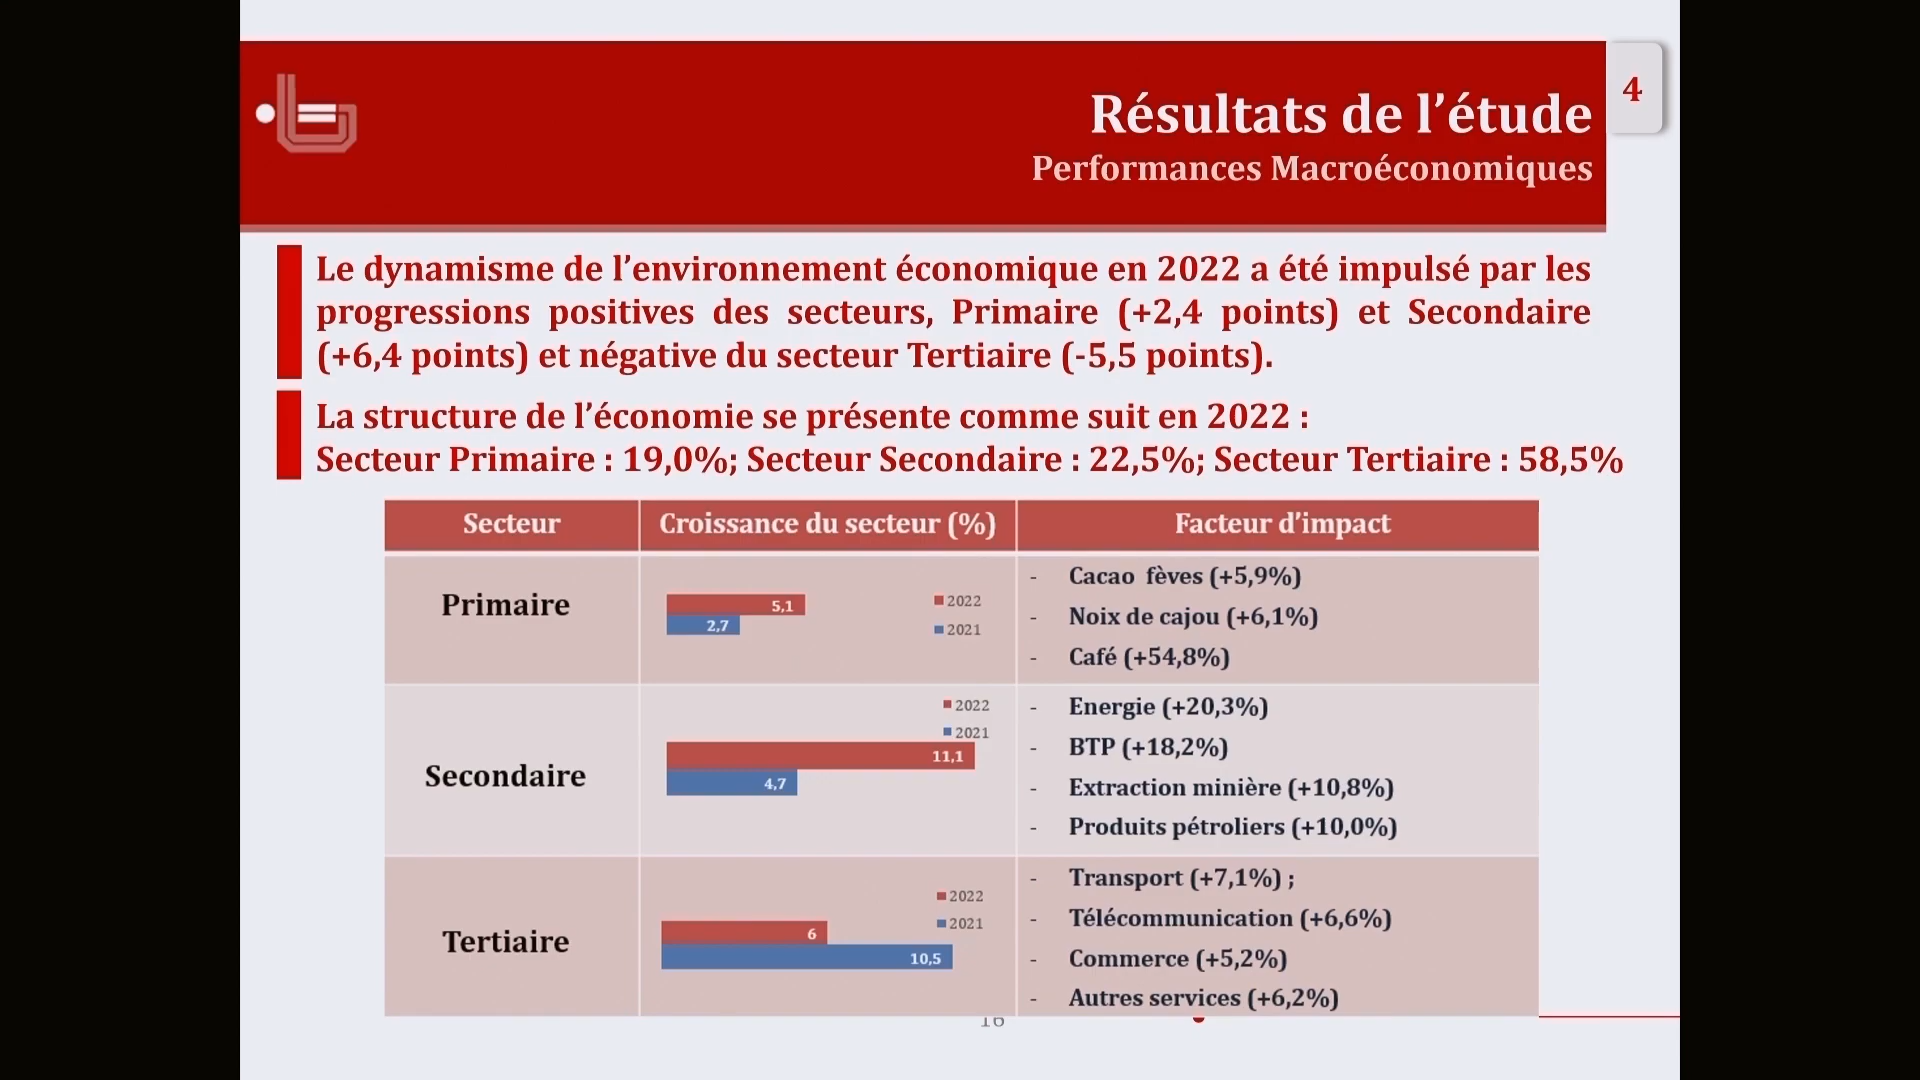 4
Résultats de l’étude
Performances Macroéconomiques
Le dynamisme de l’environnement économique en 2022 a été impulsé par les
progressions positives des secteurs, Primaire (+2,4 points) et Secondaire
(+6,4 points) et négative du secteur Tertiaire (-5,5 points).
La structure de l’économie se présente comme suit en 2022 :
Secteur Primaire : 19,0%; Secteur Secondaire : 22,5%; Secteur Tertiaire : 58,5%
Secteur Croissance du secteur (%) Facteur d’impact
Primaire
5,1
2,7
2022
2021
- Cacao fèves (+5,9%)
- Noix de cajou (+6,1%)
- Café (+54,8%)
Secondaire
2022
2021
11,1
4,7
- Energie (+20,3%)
- BTP (+18,2%)
- Extraction minière (+10,8%)
- Produits pétroliers (+10,0%)
Tertiaire
2022
2021
6
10,5
- Transport (+7,1%) ;
- Télécommunication (+6,6%)
- Commerce (+5,2%)
- Autres services (+6,2%)
16